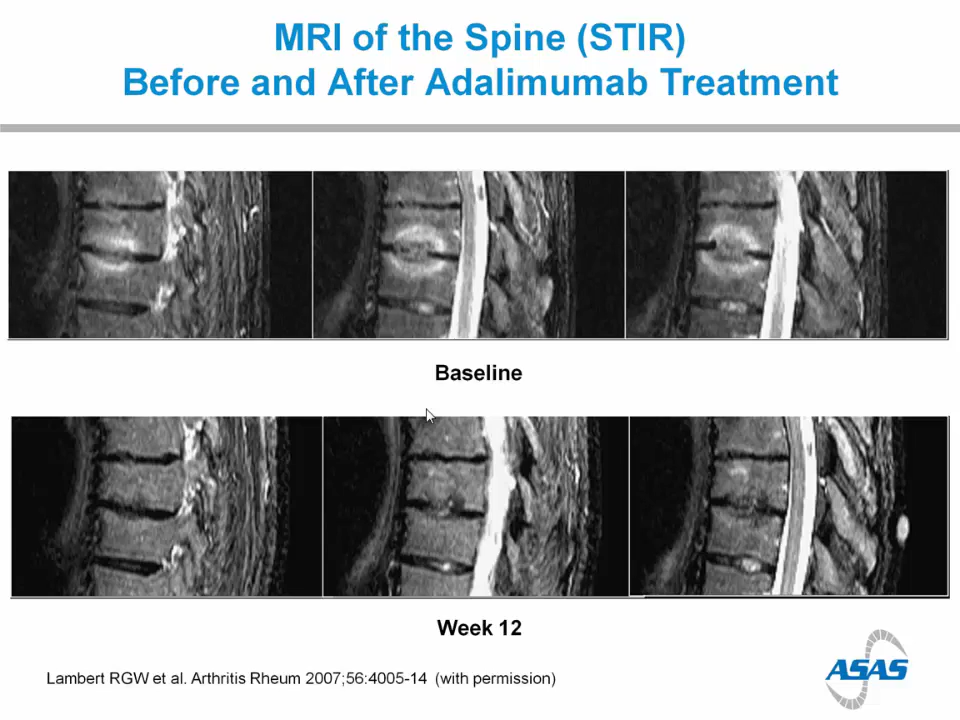 MRI of the Spine (STIR)
Before and After Adalimumab Treatment
Baseline
Week 12
Lambert RGW et al. Arthritis Rheum 2007;56:4005-14 (with permission)
ASAS